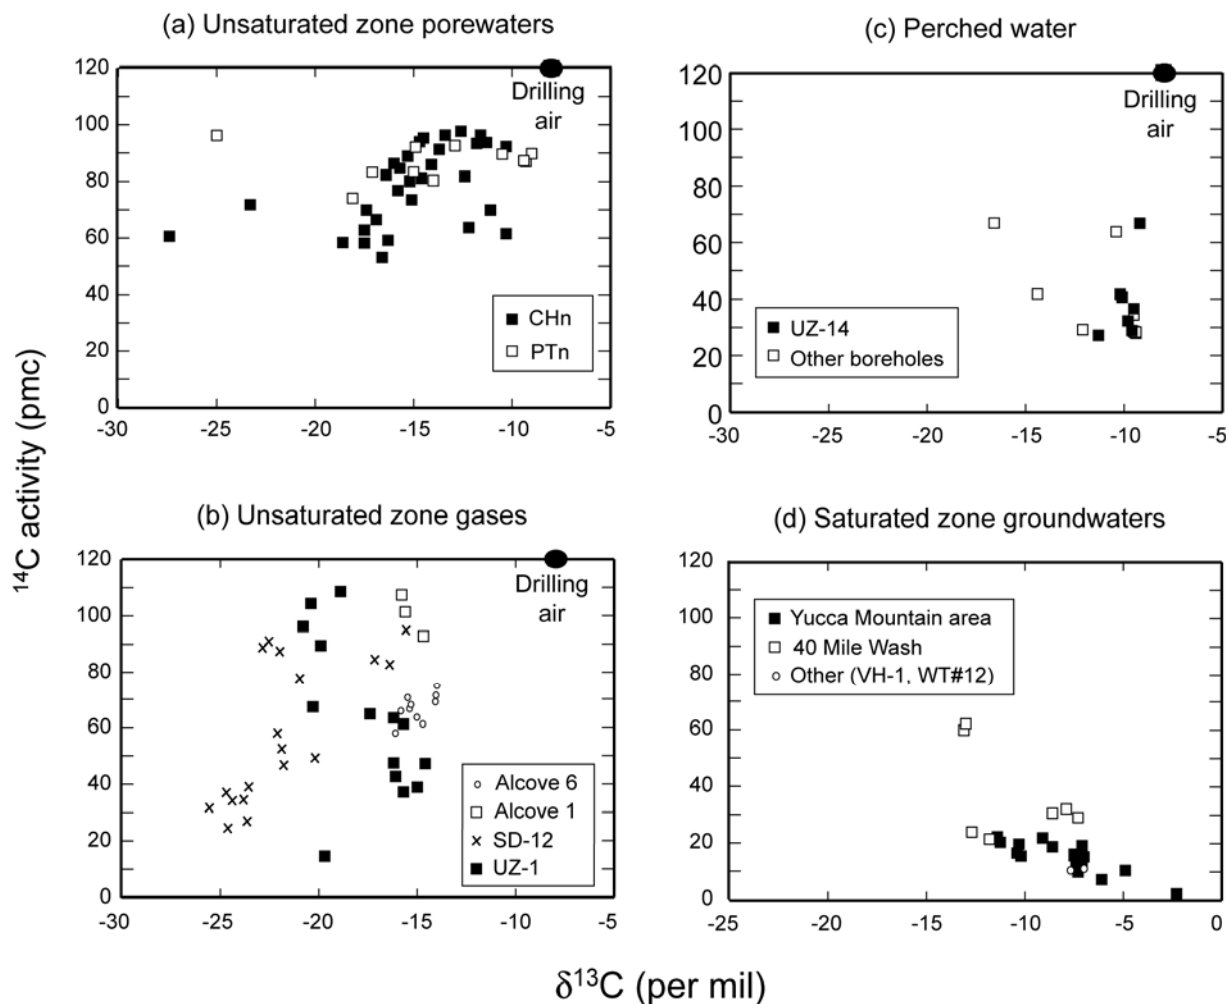 (a) Unsaturated zone porewaters
120
100
80
60
40
20
0
-30
-25
-20
-15
-10
-5
Drilling
air
CHn
PTn
(c) Perched water
120
100
80
60
40
20
0
-30
-25
-20
-15
-10
-5
Drilling
air
UZ-14
Other boreholes
(b) Unsaturated zone gases
120
100
80
60
40
20
0
-30
-25
-20
-15
-10
-5
Drilling
air
Alcove 6
Alcove 1
SD-12
UZ-1
(d) Saturated zone groundwaters
120
100
80
60
40
20
0
-25
-20
-15
-10
-5
0
Yucca Mountain area
40 Mile Wash
Other (VH-1, WT#12)
¹⁴C activity (pmc)
δ¹³C (per mil)